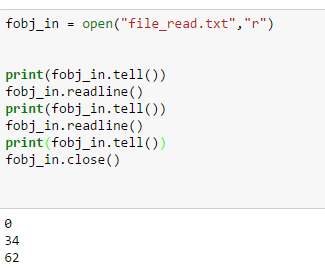 fobj_in = open("file_read.txt","r")
print(fobj_in.tell())
fobj_in.readline()
print(fobj_in.tell())
fobj_in.readline()
print(fobj_in.tell())
fobj_in.close()
0
34
62